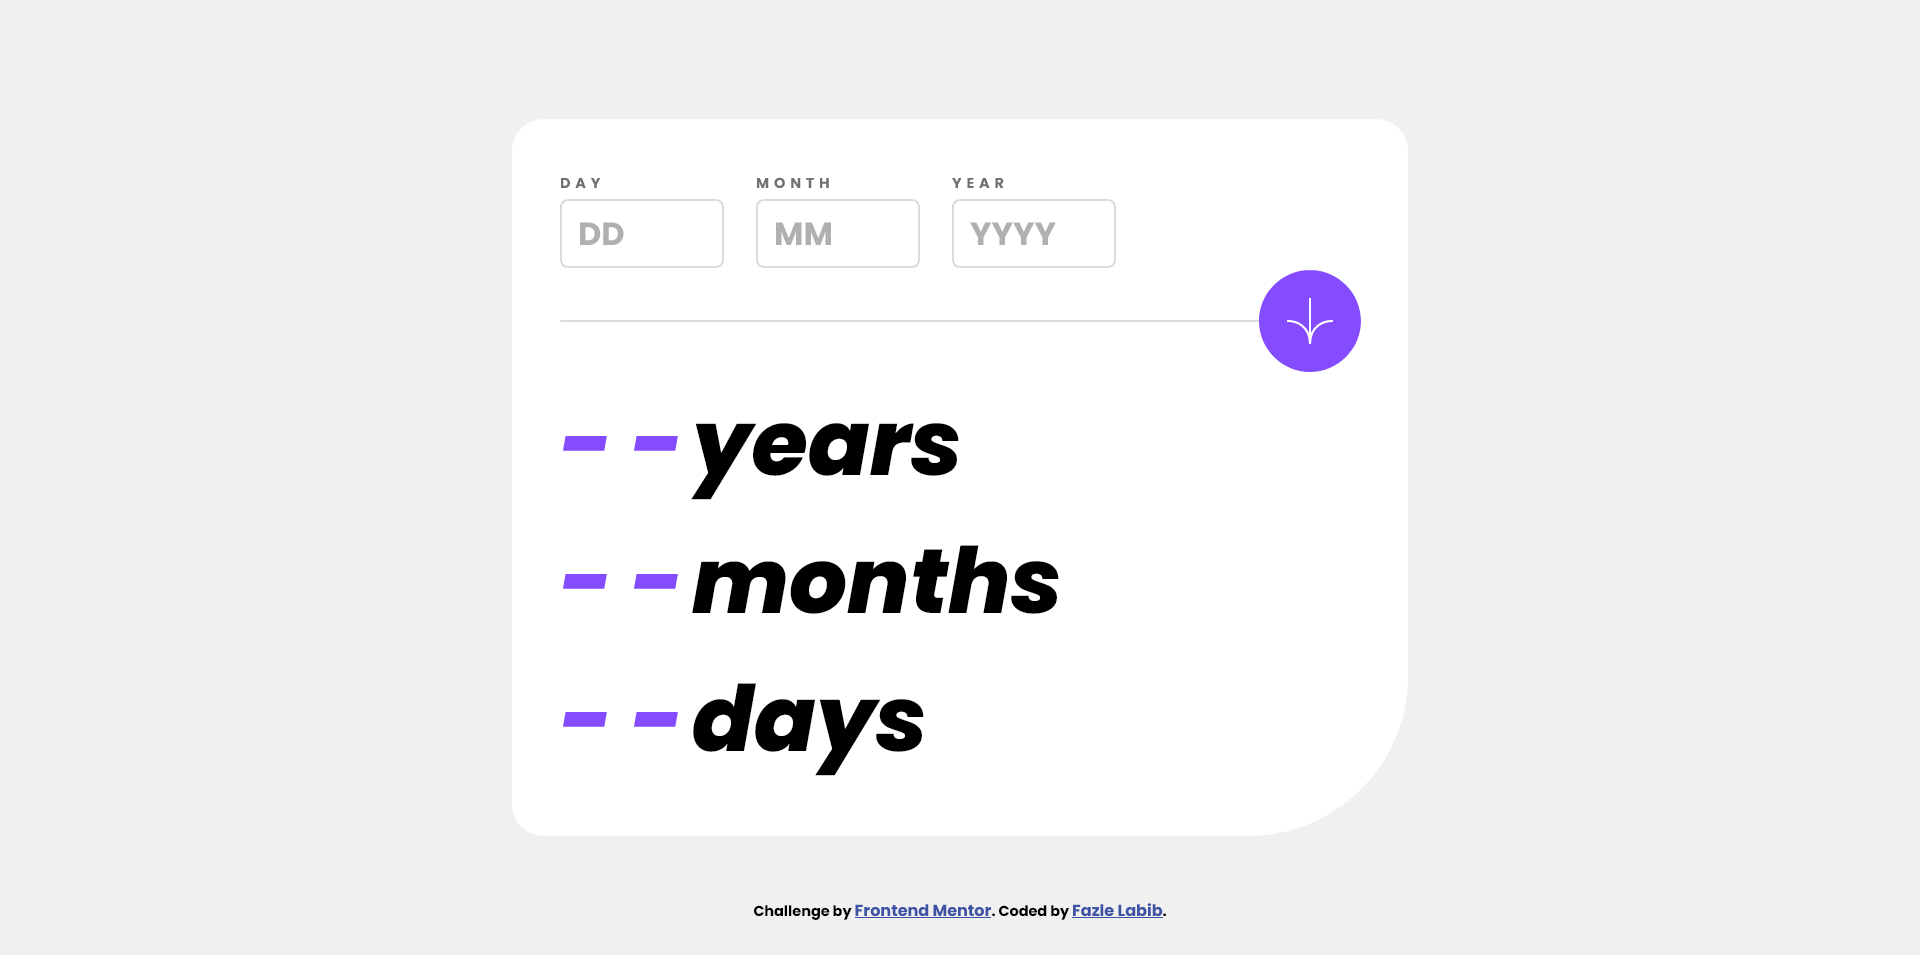 DAY MONTH YEAR
DD MM YYYY
- - years
- - months
- - days
Challenge by Frontend Mentor. Coded by Fazle Labib.